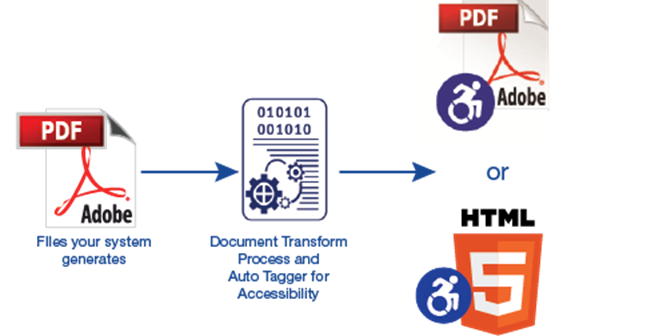 PDF
Adobe
Files your system
generates
010101
001010
Document Transform
Process and
Auto Tagger for
Accessibility
PDF
Adobe
or
HTML
5